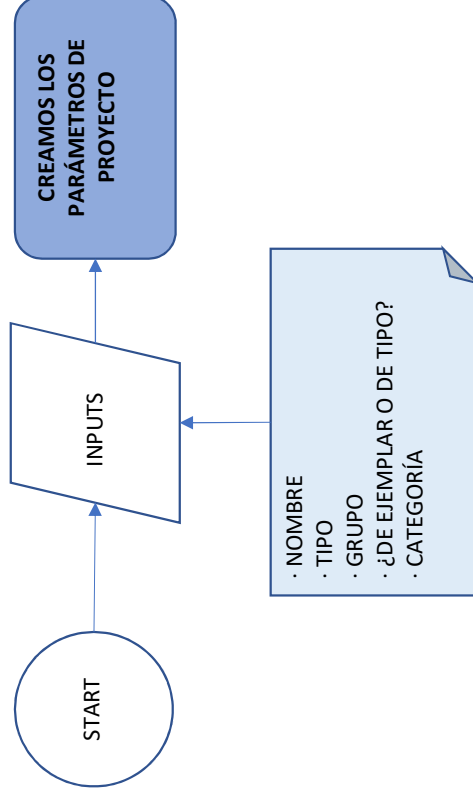 START
INPUTS
CREAMOS LOS
PARÁMETROS DE
PROYECTO
· NOMBRE
· TIPO
· GRUPO
· ¿DE EJEMPLAR O DE TIPO?
· CATEGORÍA